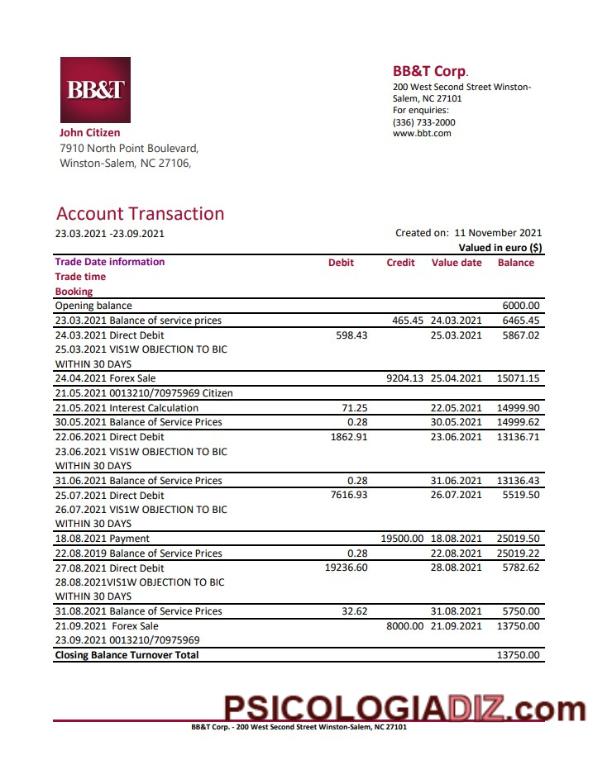 BB&T
BB&T Corp.
200 West Second Street Winston-
Salem, NC 27101
For enquiries:
(336) 733-2000
www.bbt.com
John Citizen
7910 North Point Boulevard,
Winston-Salem, NC 27106,
Account Transaction
23.03.2021 -23.09.2021 Created on: 11 November 2021
Valued in euro ($)
Trade Date information Debit Credit Value date Balance
Trade time
Booking
Opening balance 6000.00
23.03.2021 Balance of service prices 465.45 24.03.2021 6465.45
24.03.2021 Direct Debit 598.43 25.03.2021 5867.02
25.03.2021 VIS1W OBJECTION TO BIC
WITHIN 30 DAYS
24.04.2021 Forex Sale 9204.13 25.04.2021 15071.15
21.05.2021 0013210/70975969 Citizen
21.05.2021 Interest Calculation 71.25 22.05.2021 14999.90
30.05.2021 Balance of Service Prices 0.28 30.05.2021 14999.62
22.06.2021 Direct Debit 1862.91 23.06.2021 13136.71
23.06.2021 VIS1W OBJECTION TO BIC
WITHIN 30 DAYS
31.06.2021 Balance of Service Prices 0.28 31.06.2021 13136.43
25.07.2021 Direct Debit 7616.93 26.07.2021 5519.50
26.07.2021 VIS1W OBJECTION TO BIC
WITHIN 30 DAYS
18.08.2021 Payment 19500.00 18.08.2021 25019.50
22.08.2019 Balance of Service Prices 0.28 22.08.2021 25019.22
27.08.2021 Direct Debit 19236.60 28.08.2021 5782.62
28.08.2021VIS1W OBJECTION TO BIC
WITHIN 30 DAYS
31.08.2021 Balance of Service Prices 32.62 31.08.2021 5750.00
21.09.2021 Forex Sale 8000.00 21.09.2021 13750.00
23.09.2021 0013210/70975969
Closing Balance Turnover Total 13750.00
PSICOLOGIADIZ.com
BB&T Corp. - 200 West Second Street Winston-Salem, NC 27101